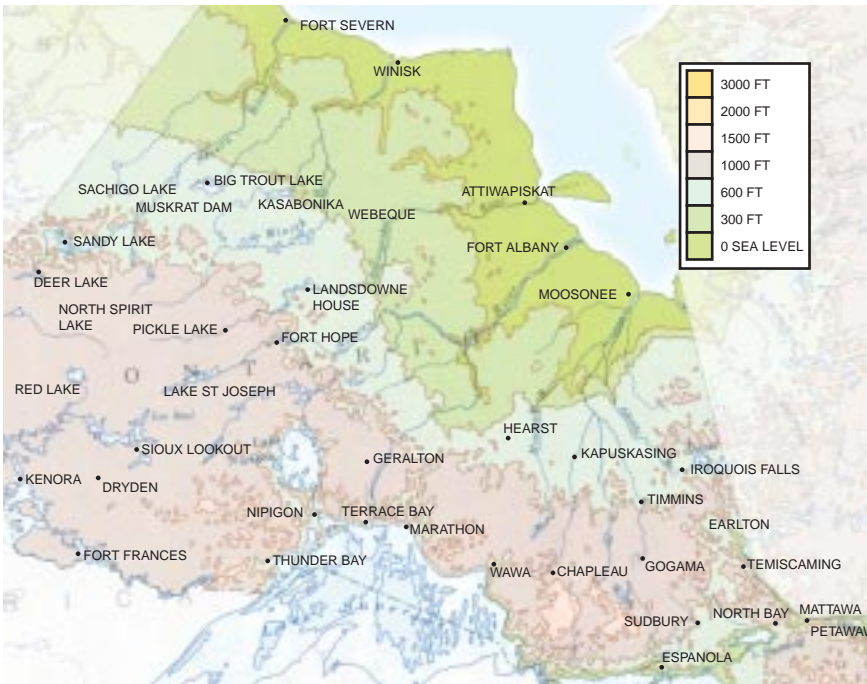 FORT SEVERN
WINISK
3000 FT
2000 FT
1500 FT
1000 FT
600 FT
300 FT
0 SEA LEVEL
BIG TROUT LAKE
SACHIGO LAKE
MUSKRAT DAM
KASABONIKA
ATTIWAPISKAT
WEBEQUE
SANDY LAKE
FORT ALBANY
DEER LAKE
LANDSDOWNE
HOUSE
MOOSONEE
NORTH SPIRIT
LAKE
PICKLE LAKE
FORT HOPE
O N T A R
RED LAKE
LAKE ST JOSEPH
HEARST
SIOUX LOOKOUT
GERALTON
KAPUSKASING
IROQUOIS FALLS
KENORA
DRYDEN
TIMMINS
NIPIGON
TERRACE BAY
MARATHON
EARLTON
FORT FRANCES
THUNDER BAY
WAWA
CHAPLEAU
GOGAMA
TEMISCAMING
SUDBURY
NORTH BAY
MATTAWA
PETAWAW
ESPANOLA